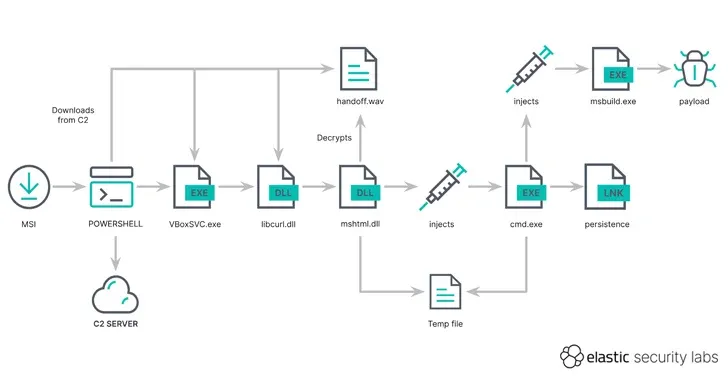 handoff.wav
injects
EXE
msbuild.exe
payload
Downloads
from C2
Decrypts
MSI
POWERSHELL
EXE
VBoxSVC.exe
DLL
libcurl.dll
DLL
mshtml.dll
injects
EXE
cmd.exe
LNK
persistence
C2 SERVER
Temp file
elastic security labs